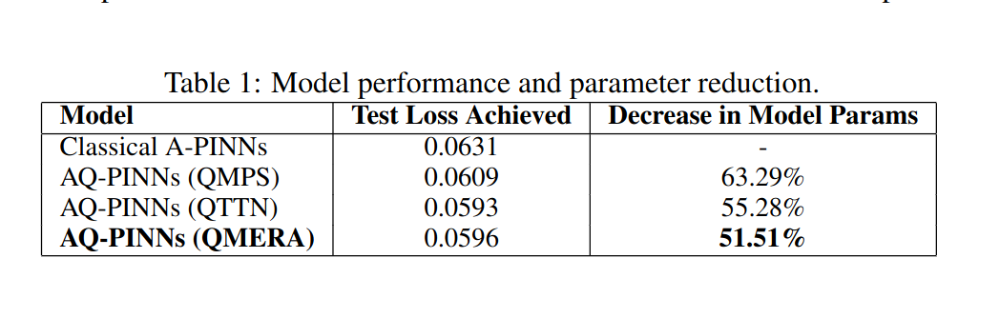 Table 1: Model performance and parameter reduction.
Model Test Loss Achieved Decrease in Model Params
Classical A-PINNs 0.0631 -
AQ-PINNs (QMPS) 0.0609 63.29%
AQ-PINNs (QTTN) 0.0593 55.28%
AQ-PINNs (QMERA) 0.0596 51.51%